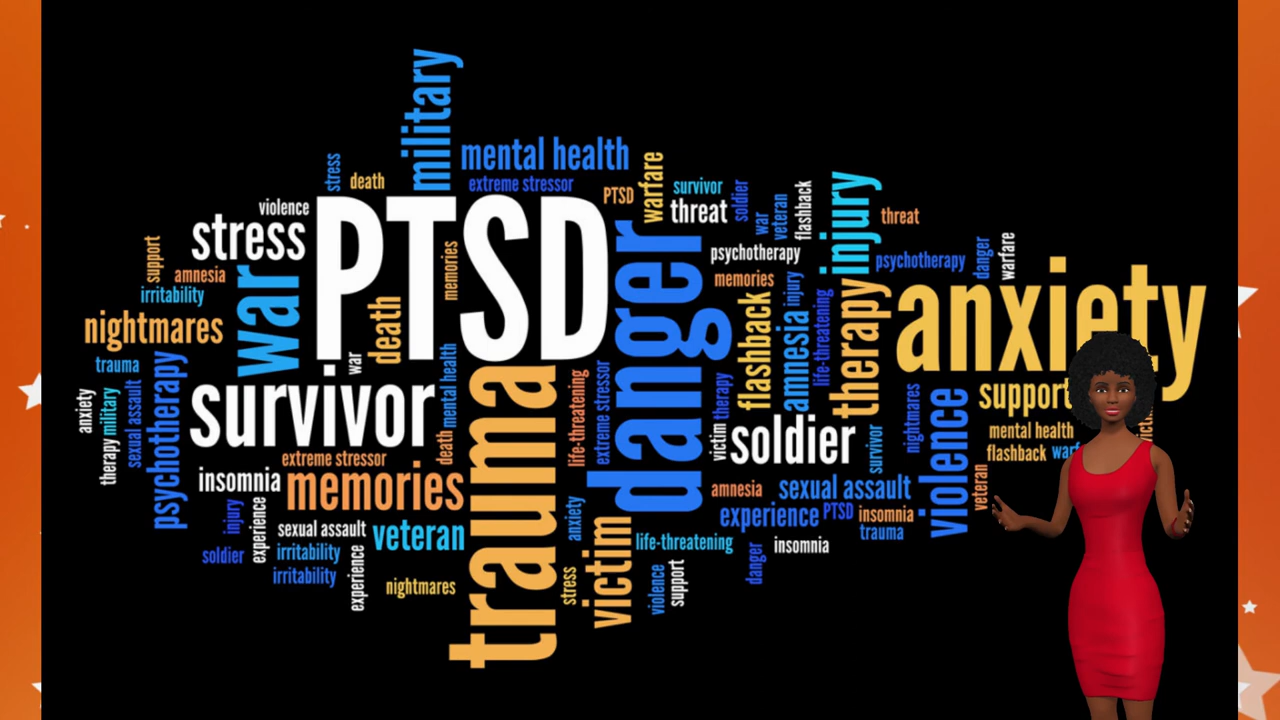 military
mental health
stress
death
extreme stressor
PTSD
warfare
survivor
threat
soldier
war
veteran
flashback
injury
threat
violence
stress
PTSD
danger
psychotherapy
psychotherapy
danger
warfare
support
amnesia
irritability
war
death
memories
memories
injury
life-threatening
amnesia
flashback
therapy
anxiety
nightmares
trauma
anxiety
therapy
military
sexual assault
psychotherapy
survivor
war
mental health
death
trauma
life-threatening
extreme stressor
victim
therapy
soldier
survivor
nightmares
violence
support
mental health
flashback
veteran
extreme stressor
insomnia
memories
amnesia
sexual assault
injury
experience
sexual assault
veteran
anxiety
victim
experience
PTSD
insomnia
trauma
soldier
irritability
irritability
experience
nightmares
stress
life-threatening
violence
support
danger
insomnia